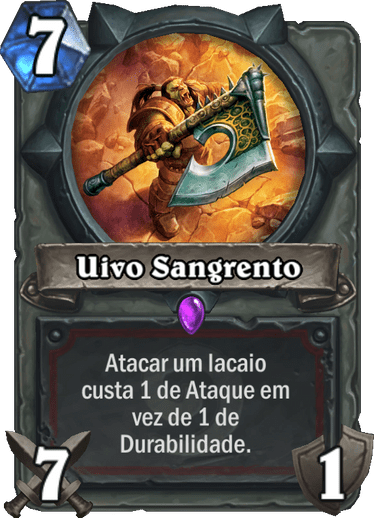 7
Uivo Sangrento
Atacar um lacaio
custa 1 de Ataque em
vez de 1 de
Durabilidade.
7
1